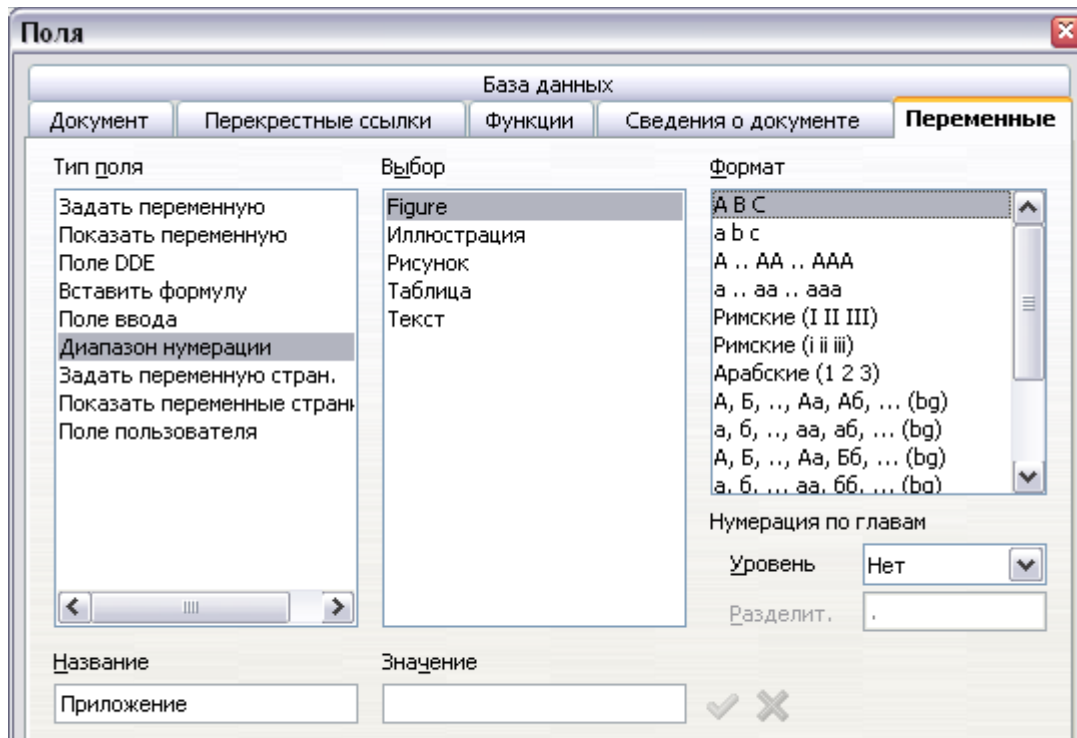 Поля
База данных
Документ Перекрестные ссылки Функции Сведения о документе Переменные
Тип поля
Задать переменную
Показать переменную
Поле DDE
Вставить формулу
Поле ввода
Диапазон нумерации
Задать переменную стран.
Показать переменные страни
Поле пользователя
Выбор
Figure
Иллюстрация
Рисунок
Таблица
Текст
Формат
A B C
a b c
A .. AA .. AAA
a .. aa .. aaa
Римские (I II III)
Римские (i ii iii)
Арабские (1 2 3)
А, Б, .., Аа, Аб, ... (bg)
а, б, .., аа, аб, ... (bg)
А, Б, .., Аа, Бб, ... (bg)
а, б, .., аа, бб, ... (bg)
Нумерация по главам
Уровень Нет
Разделит. .
Название
Приложение
Значение